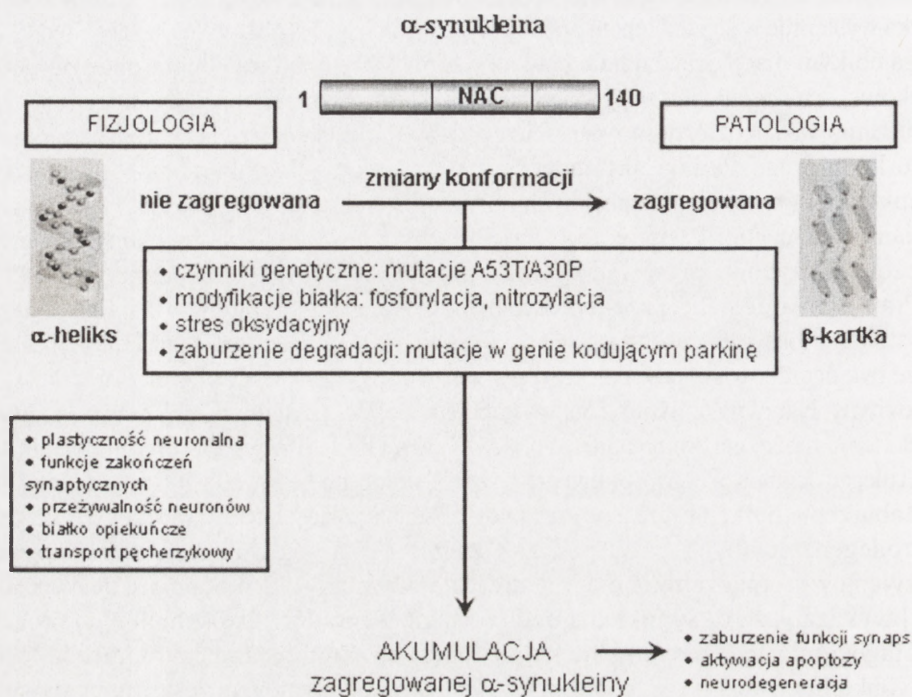 α-synukleina
1 NAC 140
FIZJOLOGIA
PATOLOGIA
zmiany konformacji
nie zagregowana
zagregowana
• czynniki genetyczne: mutacje A53T/A30P
• modyfikacje białka: fosforylacja, nitrozylacja
• stres oksydacyjny
• zaburzenie degradacji: mutacje w genie kodującym parkinę
α-heliks
β-kartka
• plastyczność neuronalna
• funkcje zakończeń
synaptycznych
• przeżywalność neuronów
• białko opiekuńcze
• transport pęcherzykowy
AKUMULACJA
zagregowanej α-synukleiny
• zaburzenie funkcji synaps
• aktywacja apoptozy
• neurodegeneracja